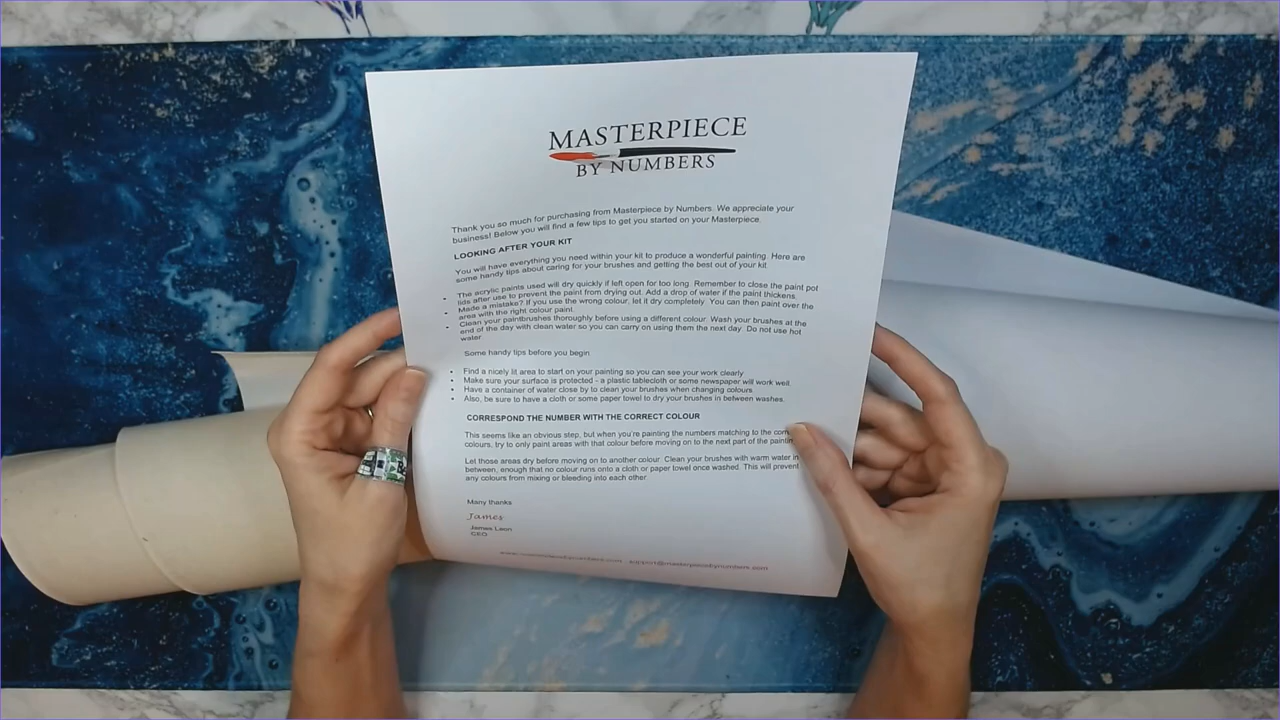 MASTERPIECE
BY NUMBERS
Thank you so much for purchasing from Masterpiece by Numbers. We appreciate your
business! Below you will find a few tips to get you started on your Masterpiece.
LOOKING AFTER YOUR KIT
You will have everything you need within your kit to produce a wonderful painting. Here are
some handy tips about caring for your brushes and getting the best out of your kit
• The acrylic paints used will dry quickly if left open for too long. Remember to close the paint pot
lids after use to prevent the paint from drying out. Add a drop of water if the paint thickens.
• Made a mistake? If you use the wrong colour, let it dry completely. You can then paint over the
area with the right colour paint.
• Clean your paintbrushes thoroughly before using a different colour. Wash your brushes at the
end of the day with clean water so you can carry on using them the next day. Do not use hot
water.
Some handy tips before you begin
• Find a nicely lit area to start on your painting so you can see your work clearly
• Make sure your surface is protected - a plastic tablecloth or some newspaper will work well.
• Have a container of water close by to clean your brushes when changing colours.
• Also, be sure to have a cloth or some paper towel to dry your brushes in between washes.
CORRESPOND THE NUMBER WITH THE CORRECT COLOUR
This seems like an obvious step, but when you're painting the numbers matching to the
colours, try to only paint areas with that colour before moving on to the next part of the
Let those areas dry before moving on to another colour. Clean your brushes with warm water in
between, enough that no colour runs onto a cloth or paper towel once washed. This will prevent
any colours from mixing or bleeding into each other
Many thanks
James
James Leon
CEO
support@masterpiecebynumbers.com